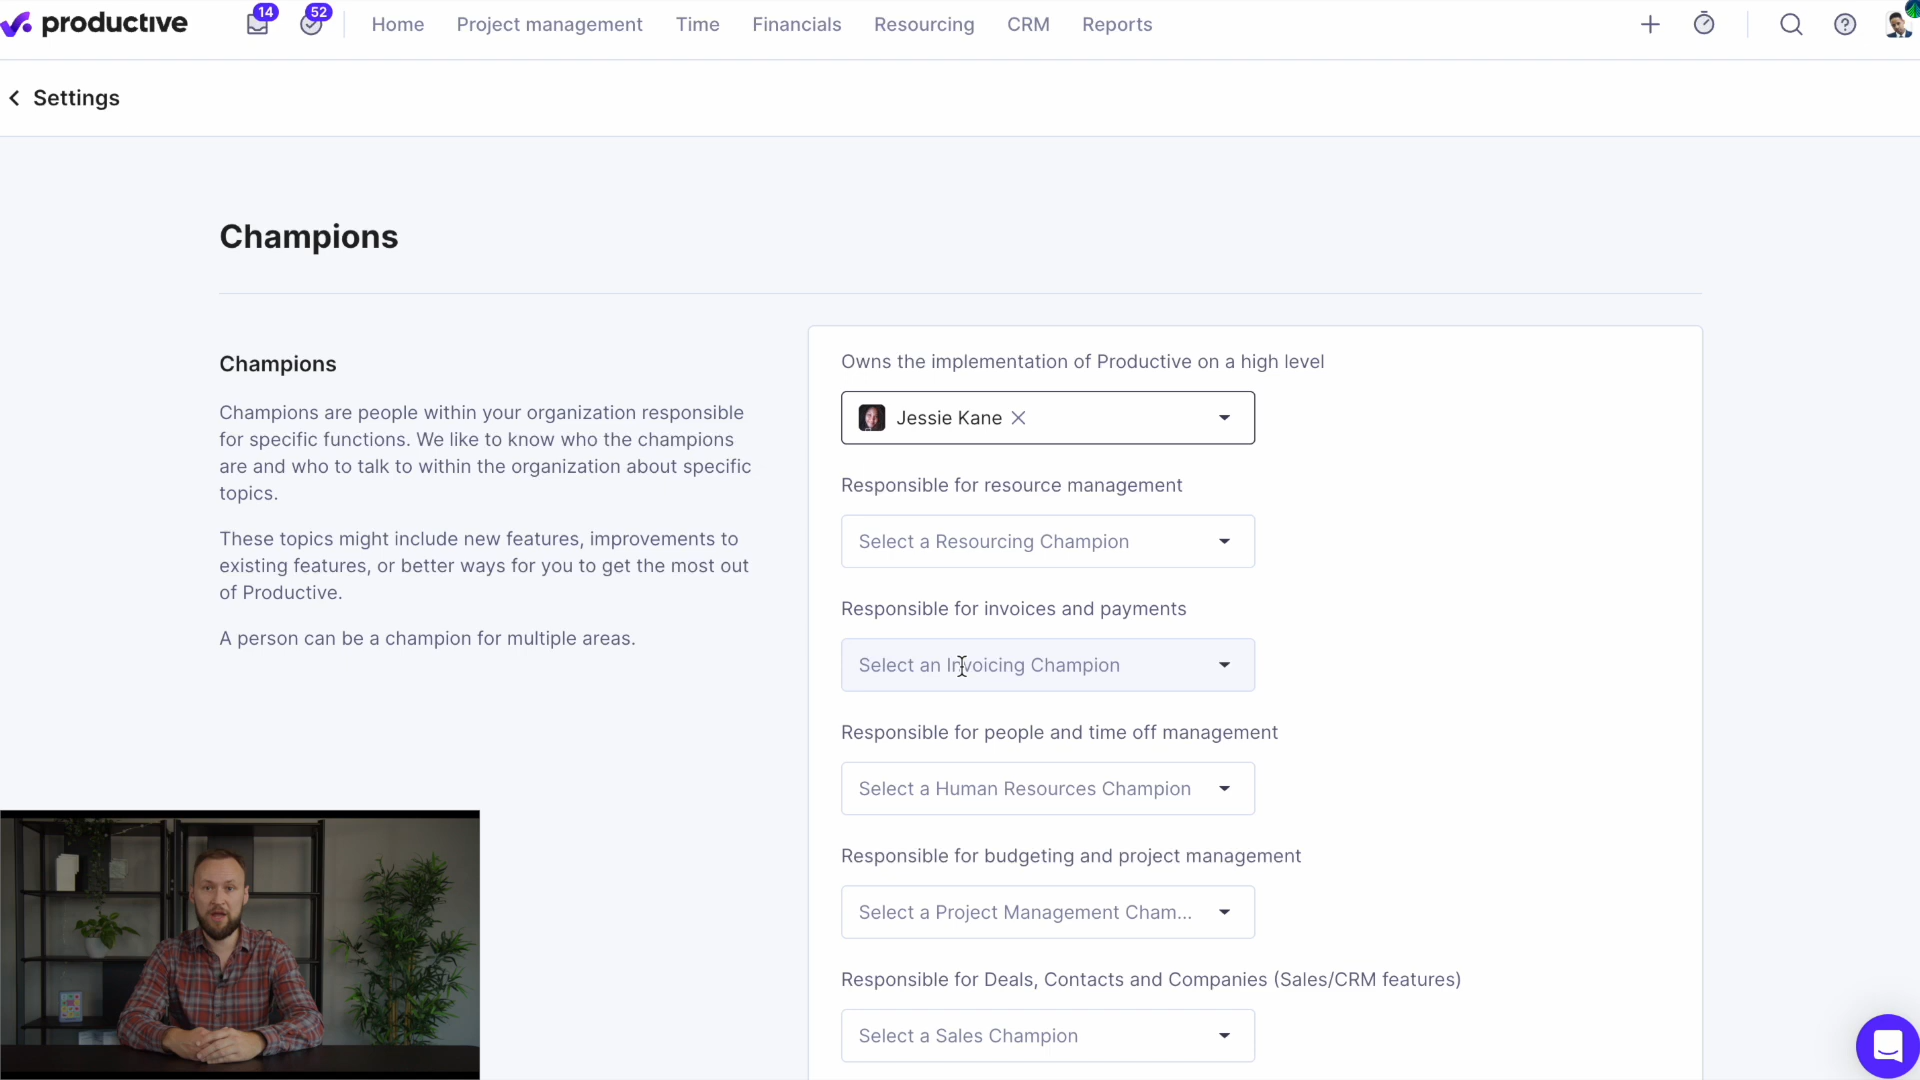 productive
14
52
Home
Project management
Time
Financials
Resourcing
CRM
Reports
Settings
Champions
Champions
Champions are people within your organization responsible
for specific functions. We like to know who the champions
are and who to talk to within the organization about specific
topics.
These topics might include new features, improvements to
existing features, or better ways for you to get the most out
of Productive.
A person can be a champion for multiple areas.
Owns the implementation of Productive on a high level
Jessie Kane
Responsible for resource management
Select a Resourcing Champion
Responsible for invoices and payments
Select an Invoicing Champion
Responsible for people and time off management
Select a Human Resources Champion
Responsible for budgeting and project management
Select a Project Management Cham...
Responsible for Deals, Contacts and Companies (Sales/CRM features)
Select a Sales Champion